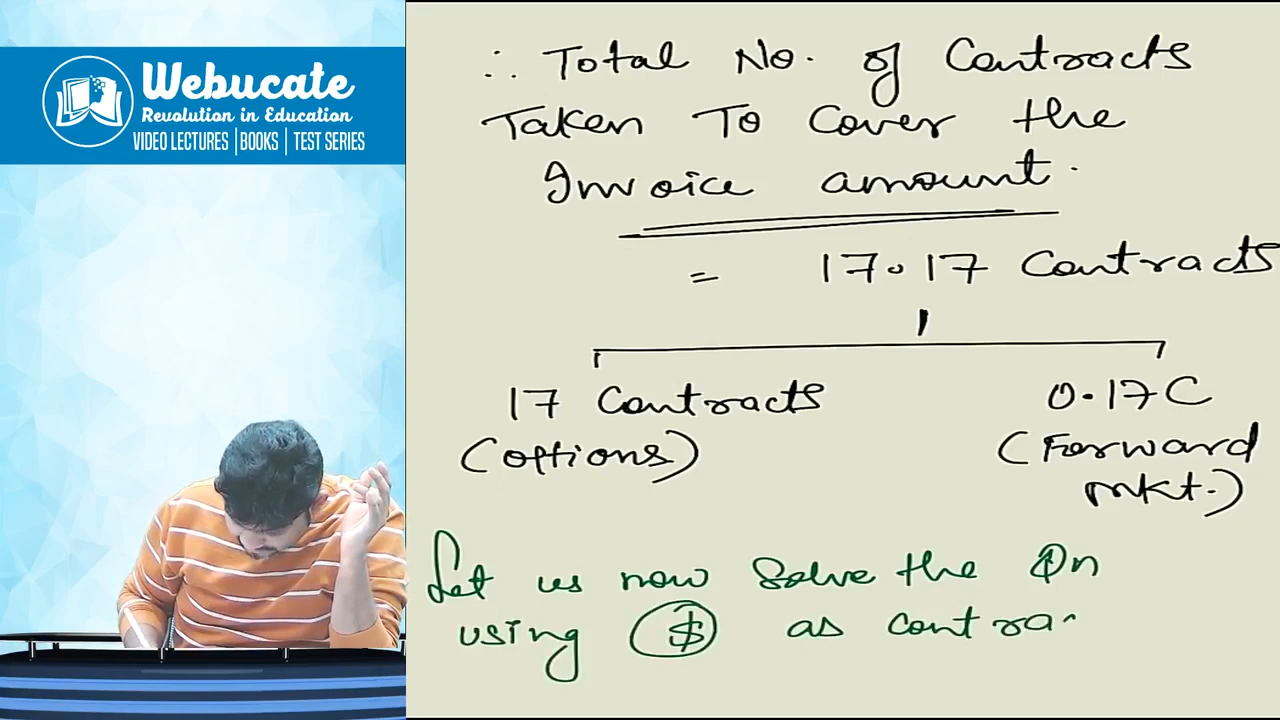 Webucate
Revolution in Education
VIDEO LECTURES | BOOKS | TEST SERIES
∴ Total No. of Contracts
Taken To Cover the
Invoice amount.
= 17.17 Contracts
17 Contracts
(options)
0.17 C
(Forward
mkt.)
Let us now Solve the Qn
using $ as contra